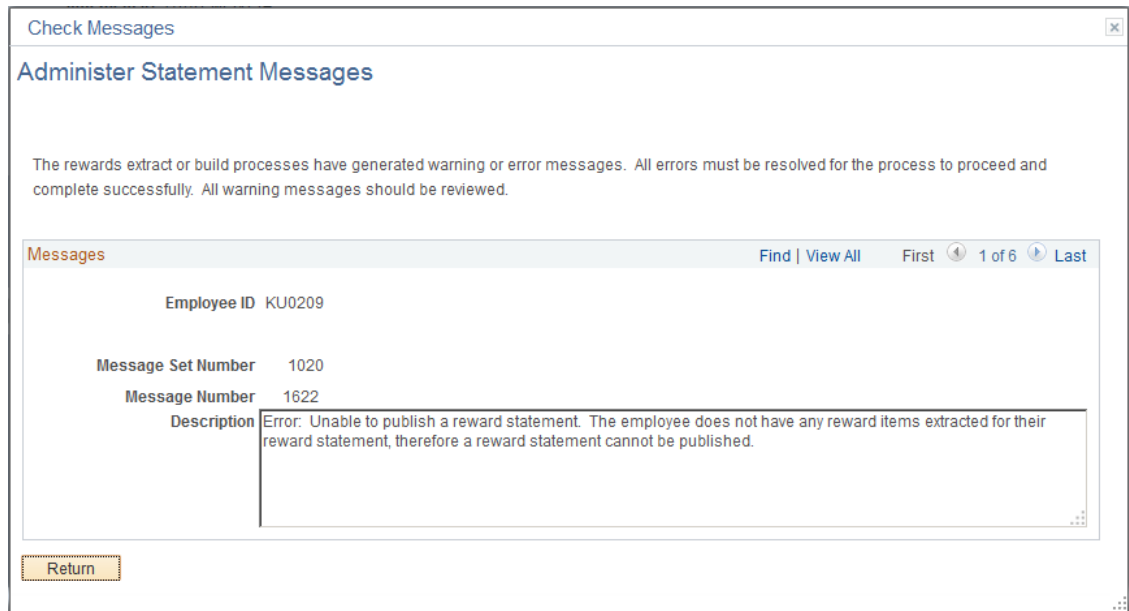 Check Messages
Administer Statement Messages
The rewards extract or build processes have generated warning or error messages.  All errors must be resolved for the process to proceed and
complete successfully.  All warning messages should be reviewed.
Messages Find | View All First 1 of 6 Last
Employee ID KU0209
Message Set Number 1020
Message Number 1622
Description Error:  Unable to publish a reward statement.  The employee does not have any reward items extracted for their
reward statement, therefore a reward statement cannot be published.
Return